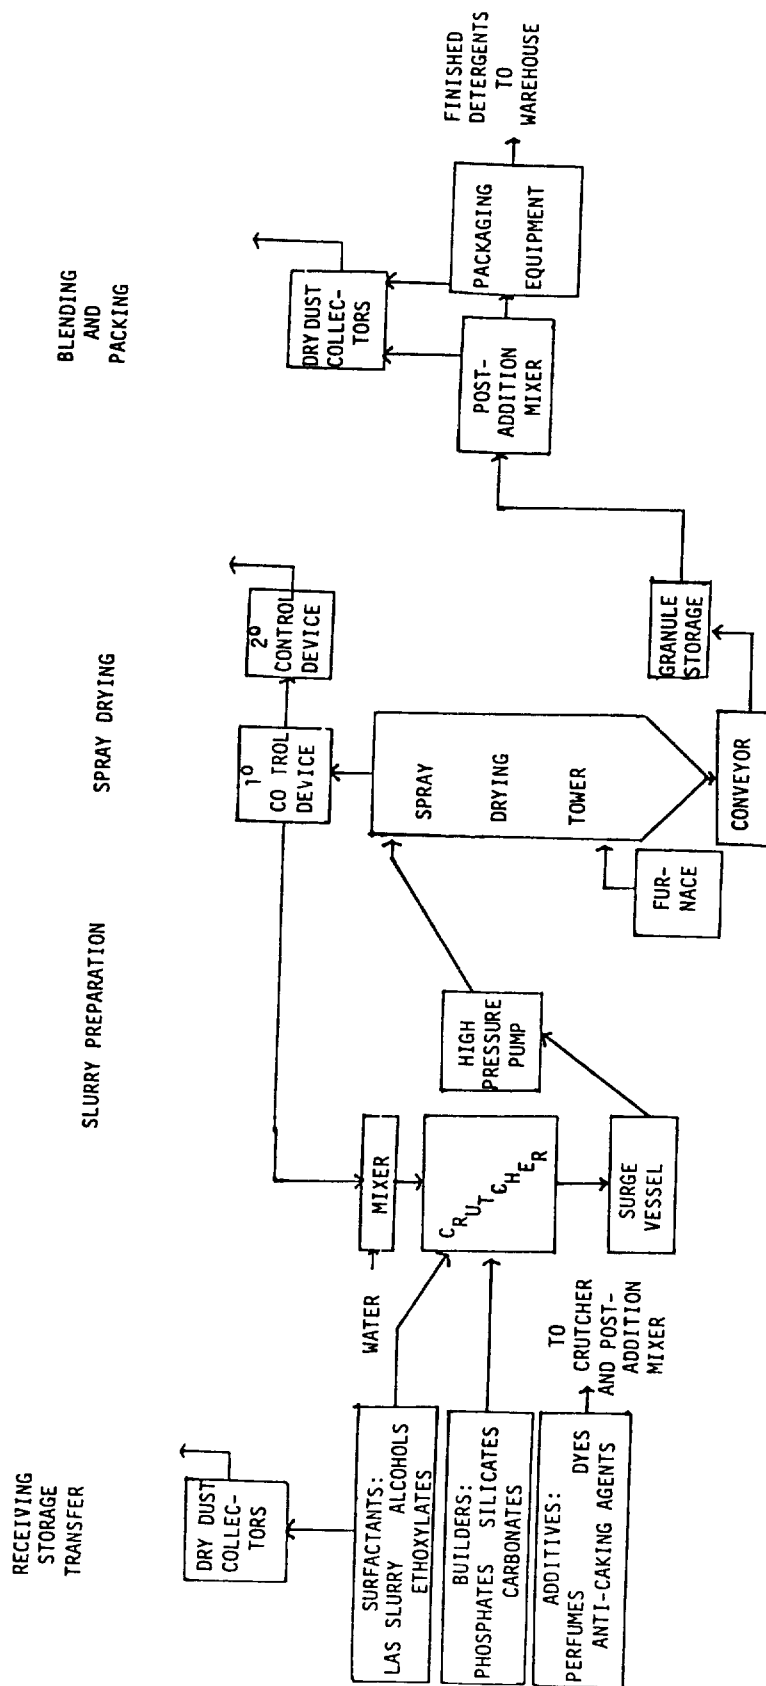 RECEIVING
STORAGE
TRANSFER
SLURRY PREPARATION
SPRAY DRYING
BLENDING
AND
PACKING
DRY DUST
COLLEC-
TORS
SURFACTANTS:
LAS SLURRY ALCOHOLS
ETHOXYLATES
BUILDERS:
PHOSPHATES SILICATES
CARBONATES
ADDITIVES:
PERFUMES DYES
ANTI-CAKING AGENTS
TO
CRUTCHER
AND POST-
ADDITION
MIXER
WATER
MIXER
CRUTCHER
SURGE
VESSEL
HIGH
PRESSURE
PUMP
1º
CO TROL
DEVICE
2º
CONTROL
DEVICE
SPRAY
DRYING
TOWER
FUR-
NACE
CONVEYOR
GRANULE
STORAGE
POST-
ADDITION
MIXER
DRY DUST
COLLEC-
TORS
PACKAGING
EQUIPMENT
FINISHED
DETERGENTS
TO
WAREHOUSE